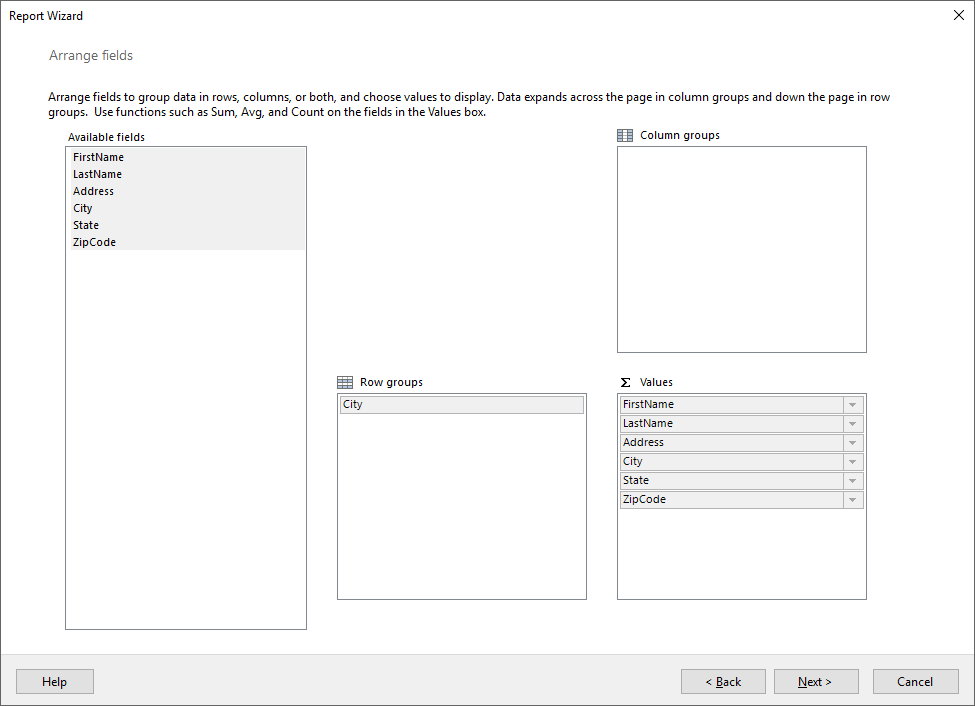 Report Wizard
Arrange fields
Arrange fields to group data in rows, columns, or both, and choose values to display. Data expands across the page in column groups and down the page in row
groups.  Use functions such as Sum, Avg, and Count on the fields in the Values box.
Available fields
FirstName
LastName
Address
City
State
ZipCode
Column groups
Row groups
City
Σ Values
FirstName
LastName
Address
City
State
ZipCode
Help
< Back
Next >
Cancel